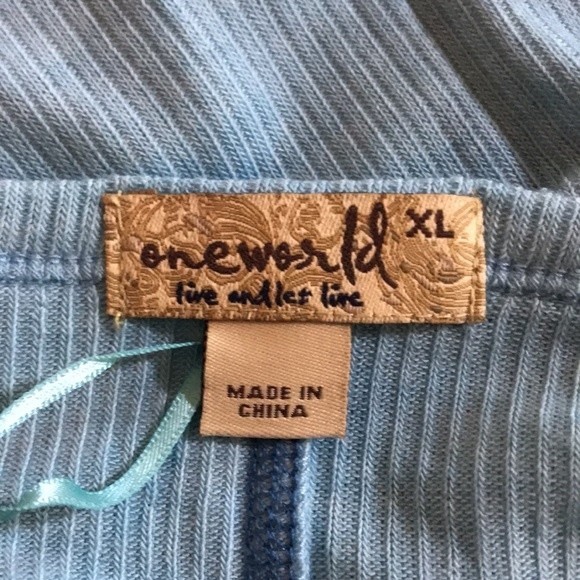 oneworld XL
live and let live
MADE IN
CHINA